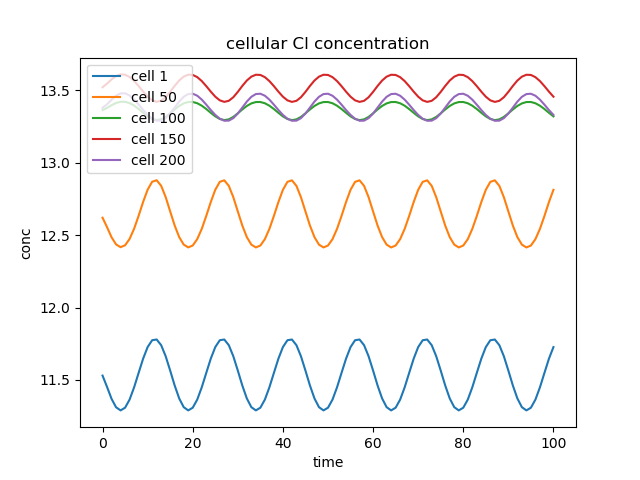 cellular Cl concentration
cell 1
cell 50
cell 100
cell 150
cell 200
13.5
13.0
12.5
12.0
11.5
conc
0 20 40 60 80 100
time